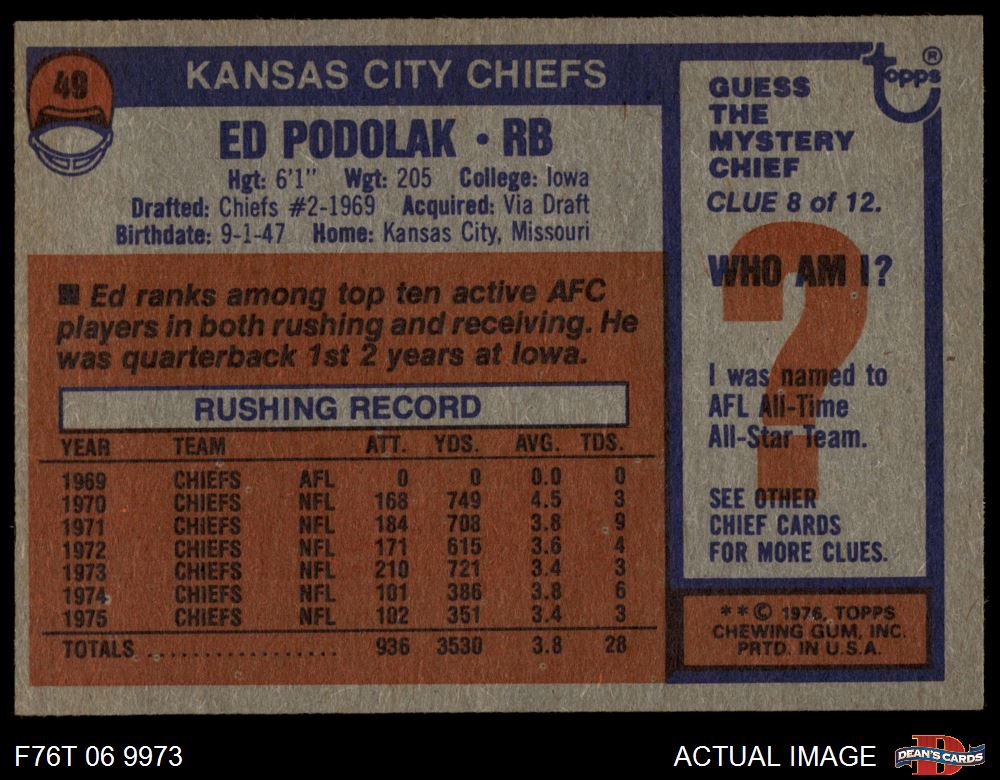 49
KANSAS CITY CHIEFS
ED PODOLAK • RB
Hgt: 6'1" Wgt: 205 College: Iowa
Drafted: Chiefs #2-1969 Acquired: Via Draft
Birthdate: 9-1-47 Home: Kansas City, Missouri
■ Ed ranks among top ten active AFC
players in both rushing and receiving. He
was quarterback 1st 2 years at Iowa.
RUSHING RECORD
YEAR TEAM ATT. YDS. AVG. TDS.
1969 CHIEFS AFL 0 0 0.0 0
1970 CHIEFS NFL 168 749 4.5 3
1971 CHIEFS NFL 184 708 3.8 9
1972 CHIEFS NFL 171 615 3.6 4
1973 CHIEFS NFL 210 721 3.4 3
1974 CHIEFS NFL 101 386 3.8 6
1975 CHIEFS NFL 102 351 3.4 3
TOTALS .................. 936 3530 3.8 28
topps®
GUESS
THE
MYSTERY
CHIEF
CLUE 8 of 12.
?
WHO AM I?
I was named to
AFL All-Time
All-Star Team.
SEE OTHER
CHIEF CARDS
FOR MORE CLUES.
**© 1976, TOPPS
CHEWING GUM, INC.
PRTD. IN U.S.A.
F76T 06 9973
ACTUAL IMAGE
D
DEAN'S CARDS